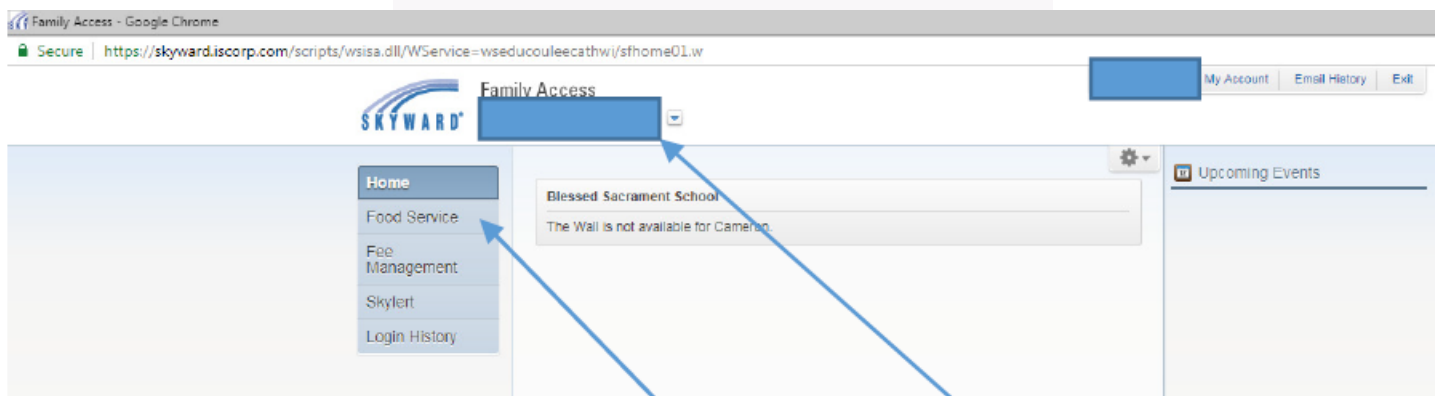 Family Access - Google Chrome
Secure | https://skyward.iscorp.com/scripts/wsisa.dll/WService=wseducouleecathwi/sfhome01.w
My Account | Email History | Exit
Family Access
SKYWARD®
Home
Food Service
Fee
Management
Skylert
Login History
Blessed Sacrament School
The Wall is not available for Cameron.
Upcoming Events